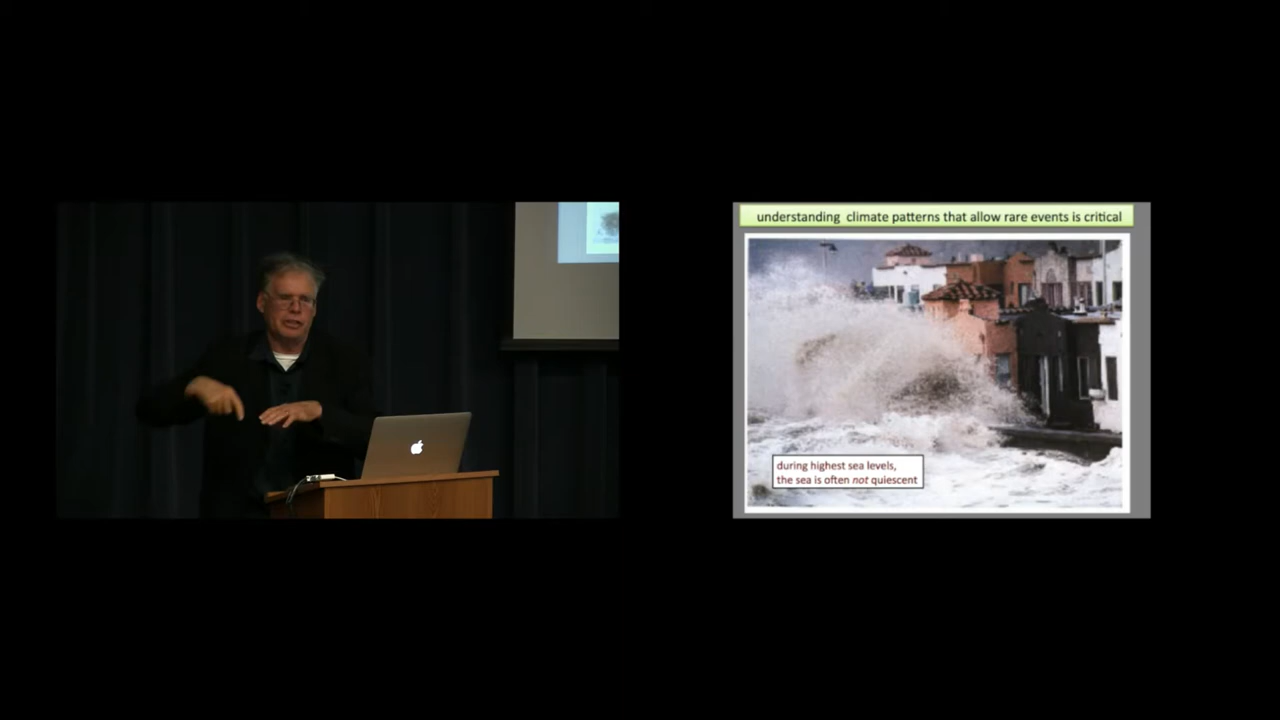 understanding climate patterns that allow rare events is critical
during highest sea levels,
the sea is often not quiescent